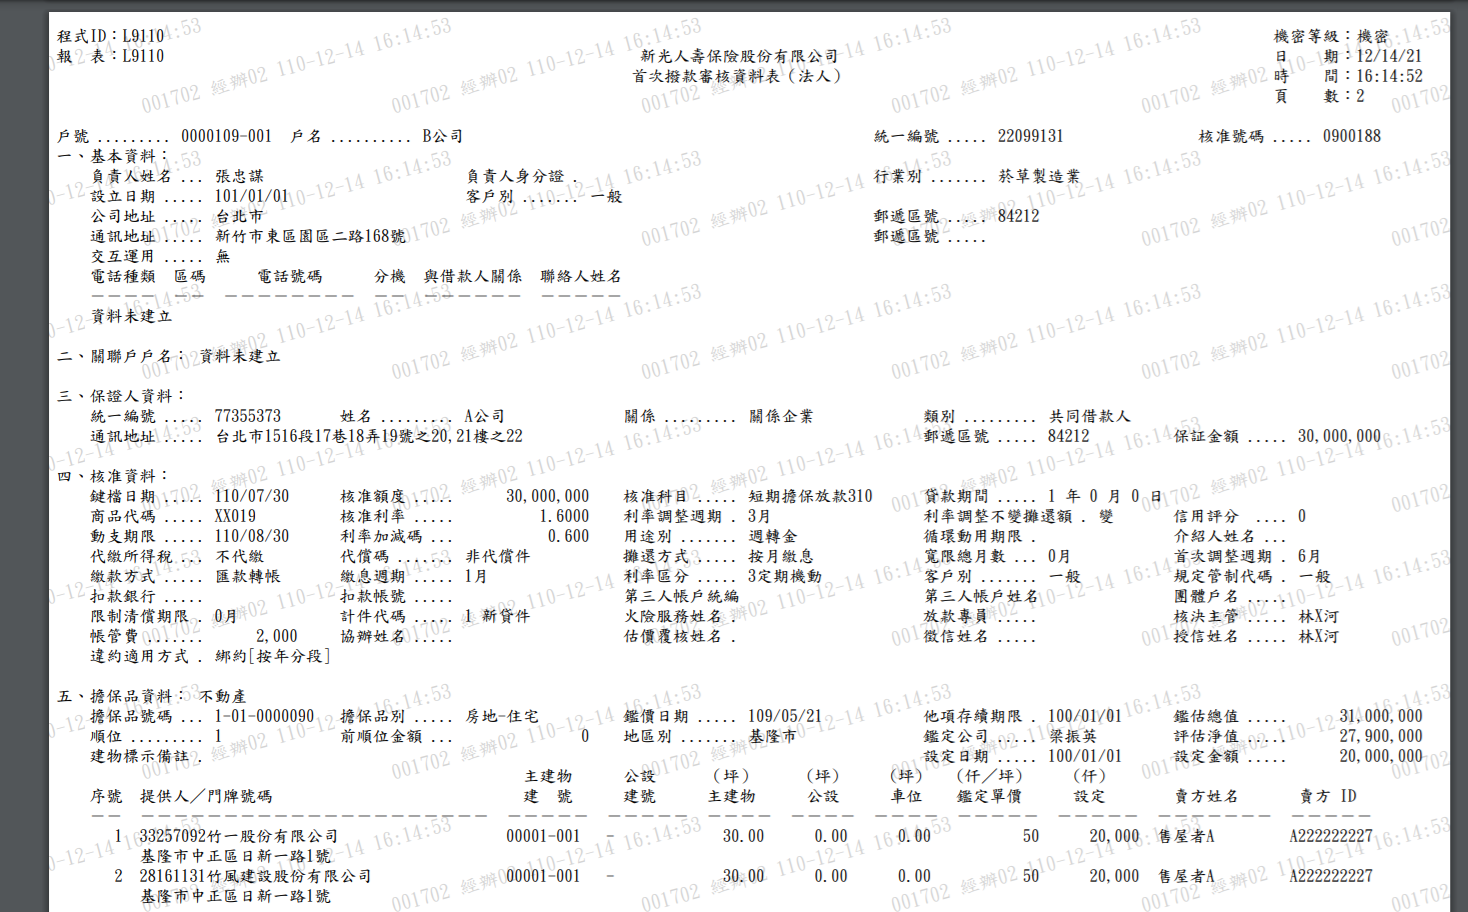 程式ID：L9110 機密等級：機密
報　表：L9110 新光人壽保險股份有限公司 日　　期：12/14/21
首次撥款審核資料表（法人） 時　　間：16:14:52
頁　　數：2
戶號 ......... 0000109-001 戶名 .......... B公司 統一編號 ..... 22099131 核准號碼 ..... 0900188
一、基本資料：
負責人姓名 ... 張忠謀 負責人身分證 . 行業別 ....... 菸草製造業
設立日期 ..... 101/01/01 客戶別 ....... 一般
公司地址 ..... 台北市 郵遞區號 ..... 84212
通訊地址 ..... 新竹市東區園區二路168號 郵遞區號 .....
交互運用 ..... 無
電話種類 區碼 電話號碼 分機 與借款人關係 聯絡人姓名
－－－－ －－ －－－－－－－－ －－ －－－－－－ －－－－－
資料未建立
二、關聯戶戶名： 資料未建立
三、保證人資料：
統一編號 ..... 77355373 姓名 ......... A公司 關係 ......... 關係企業 類別 ......... 共同借款人
通訊地址 ..... 台北市1516段17巷18弄19號之20,21樓之22 郵遞區號 ..... 84212 保証金額 ..... 30,000,000
四、核准資料：
鍵檔日期 ..... 110/07/30 核准額度 ..... 30,000,000 核准科目 ..... 短期擔保放款310 貸款期間 ..... 1 年 0 月 0 日
商品代碼 ..... XX019 核准利率 ..... 1.6000 利率調整週期 . 3月 利率調整不變攤還額 . 變 信用評分 .... 0
動支期限 ..... 110/08/30 利率加減碼 ... 0.600 用途別 ....... 週轉金 循環動用期限 . 介紹人姓名 ...
代繳所得稅 ... 不代繳 代償碼 ....... 非代償件 攤還方式 ..... 按月繳息 寬限總月數 ... 0月 首次調整週期 . 6月
繳款方式 ..... 匯款轉帳 繳息週期 ..... 1月 利率區分 ..... 3定期機動 客戶別 ....... 一般 規定管制代碼 . 一般
扣款銀行 ..... 扣款帳號 ..... 第三人帳戶統編 第三人帳戶姓名 團體戶名 .....
限制清償期限 . 0月 計件代碼 ..... 1 新貸件 火險服務姓名 . 放款專員 ..... 核決主管 ..... 林X河
帳管費 ....... 2,000 協辦姓名 ..... 估價覆核姓名 . 徵信姓名 ..... 授信姓名 ..... 林X河
違約適用方式 . 綁約[按年分段]
五、擔保品資料： 不動產
擔保品號碼 ... 1-01-0000090 擔保品別 ..... 房地-住宅 鑑價日期 ..... 109/05/21 他項存續期限 . 100/01/01 鑑估總值 ..... 31,000,000
順位 ......... 1 前順位金額 ... 0 地區別 ....... 基隆市 鑑定公司 ..... 梁振英 評估淨值 ..... 27,900,000
建物標示備註 . 設定日期 ..... 100/01/01 設定金額 ..... 20,000,000
主建物 公設 （坪） （坪） （坪） （仟／坪） （仟）
序號 提供人／門牌號碼 建　號 建號 主建物 公設 車位 鑑定單價 設定 賣方姓名 賣方 ID
－－ －－－－－－－－－－－－－－－－－－－－－ －－－－ －－－－－ －－－－ －－－－ －－－－ －－－－－ －－－－ －－－－－－－ －－－－－
1 33257092竹一股份有限公司 00001-001 - 30.00 0.00 0.00 50 20,000 售屋者A A222222227
基隆市中正區日新一路1號
2 28161131竹風建設股份有限公司 00001-001 - 30.00 0.00 0.00 50 20,000 售屋者A A222222227
基隆市中正區日新一路1號
001702 經辦02 110-12-14 16:14:53